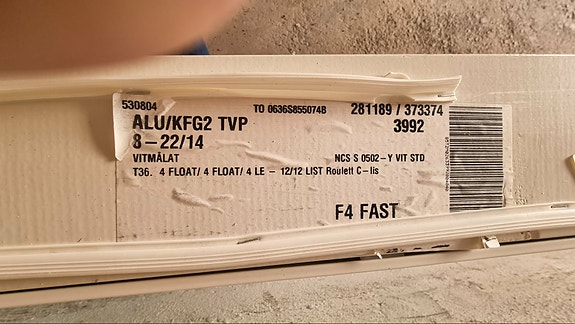 530804 TO 0636S855074B 281189 / 373374
ALU/KFG2 TVP 3992
8-22/14
VITMÅLAT NCS S 0502-Y VIT STD
T36. 4 FLOAT/ 4 FLOAT/ 4 LE - 12/12 LIST Roulett C-lis
F4 FAST